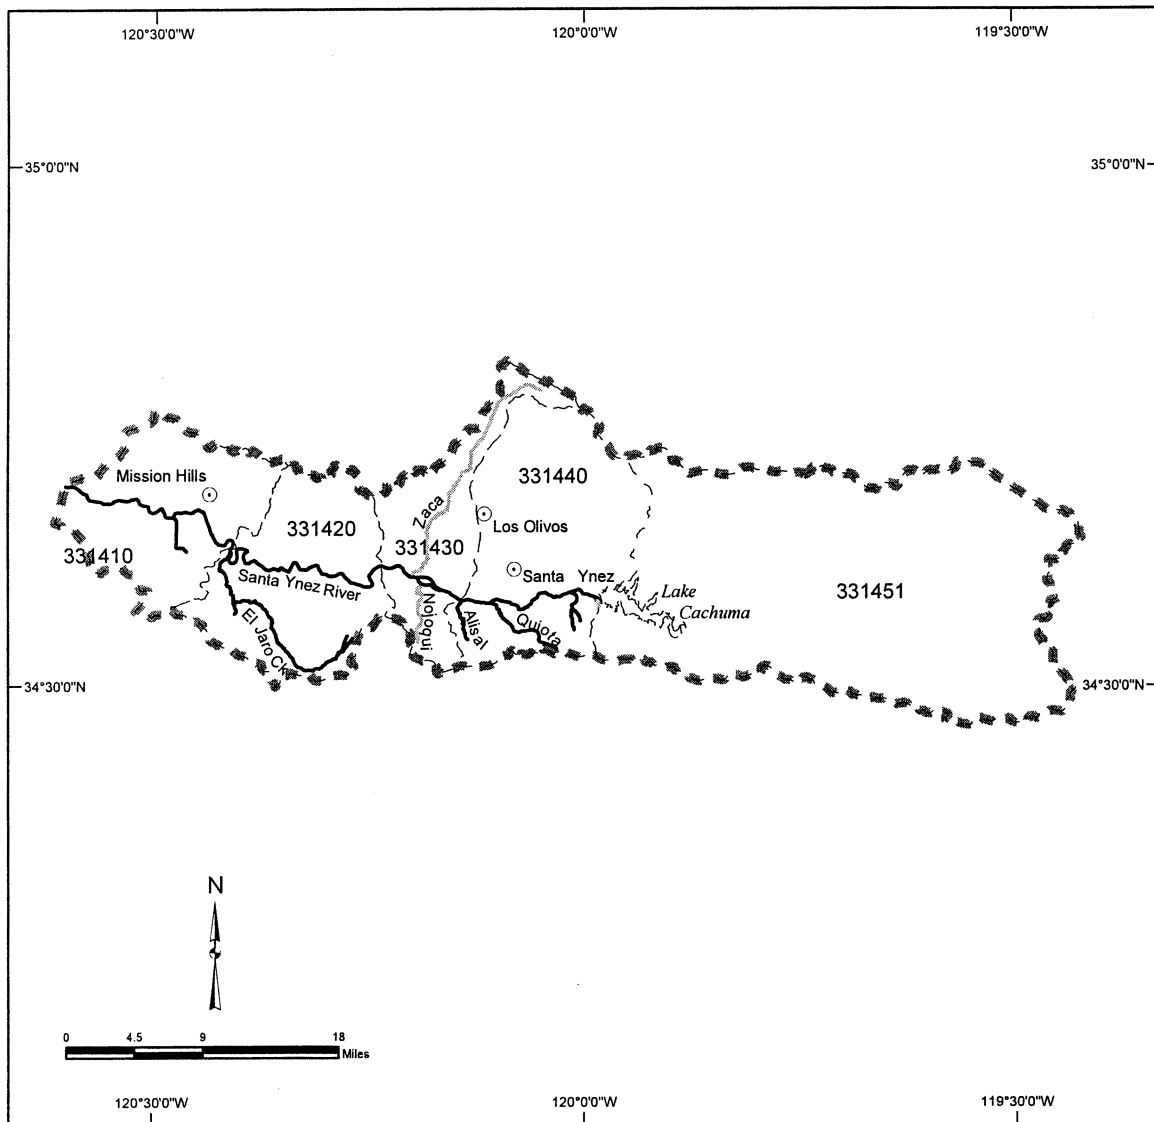 120°30'0"W
120°0'0"W
119°30'0"W
35°0'0"N
35°0'0"N
Mission Hills
331440
Zaca
Los Olivos
331420
331430
331410
Santa Ynez
Santa Ynez River
Lake
Cachuma
331451
Nojoqui
Alisal
Quiota
El Jaro Ck
34°30'0"N
34°30'0"N
N
0 4.5 9 18
Miles
120°30'0"W
120°0'0"W
119°30'0"W